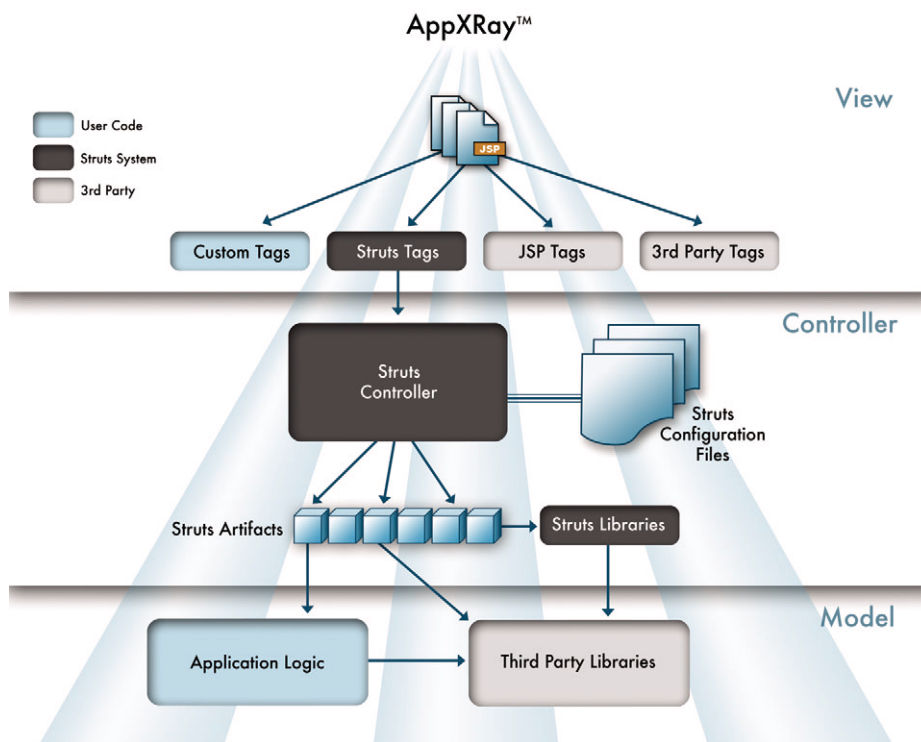 AppXRay™
View
User Code
Struts System
3rd Party
JSP
Custom Tags
Struts Tags
JSP Tags
3rd Party Tags
Controller
Struts
Controller
Struts
Configuration
Files
Struts Artifacts
Struts Libraries
Model
Application Logic
Third Party Libraries